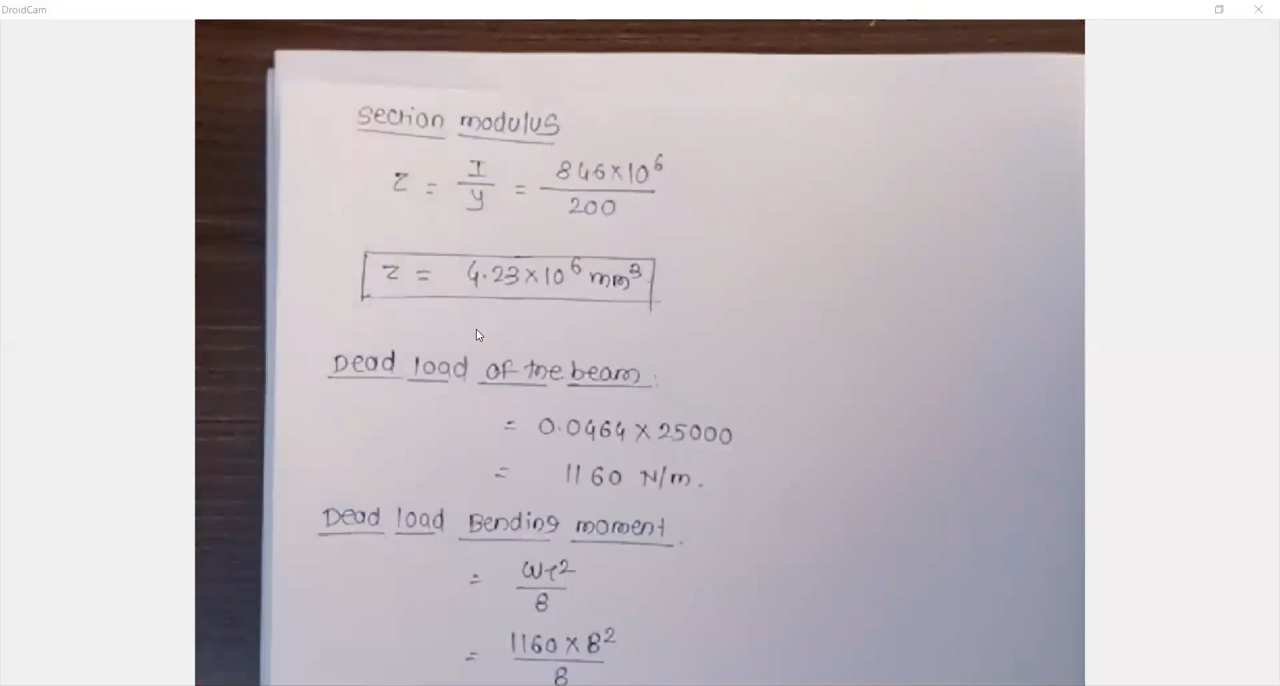 DroidCam
Section modulus
Z = I/y = 846×10⁶/200
Z = 4.23×10⁶ mm³
Dead load of the beam.
= 0.0464 × 25000
= 1160 N/m.
Dead load Bending moment.
= ωl²/8
= 1160 × 8²/8